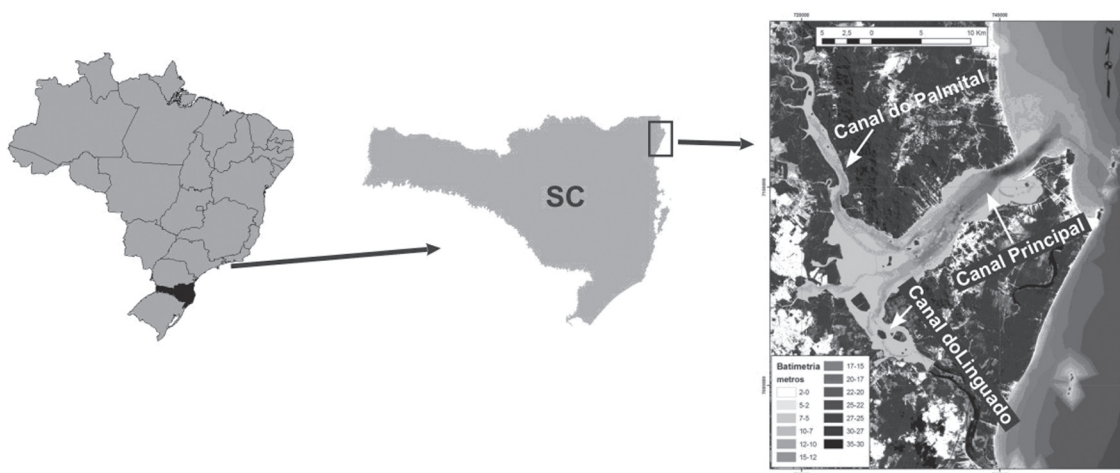 SC
720000
740000
5 2,5 0 5 10 Km
N
Canal do Palmital
Canal Principal
Canal doLinguado
Batimetria
metros
2-0
5-2
7-5
10-7
12-10
15-12
17-15
20-17
22-20
25-22
27-25
30-27
35-30